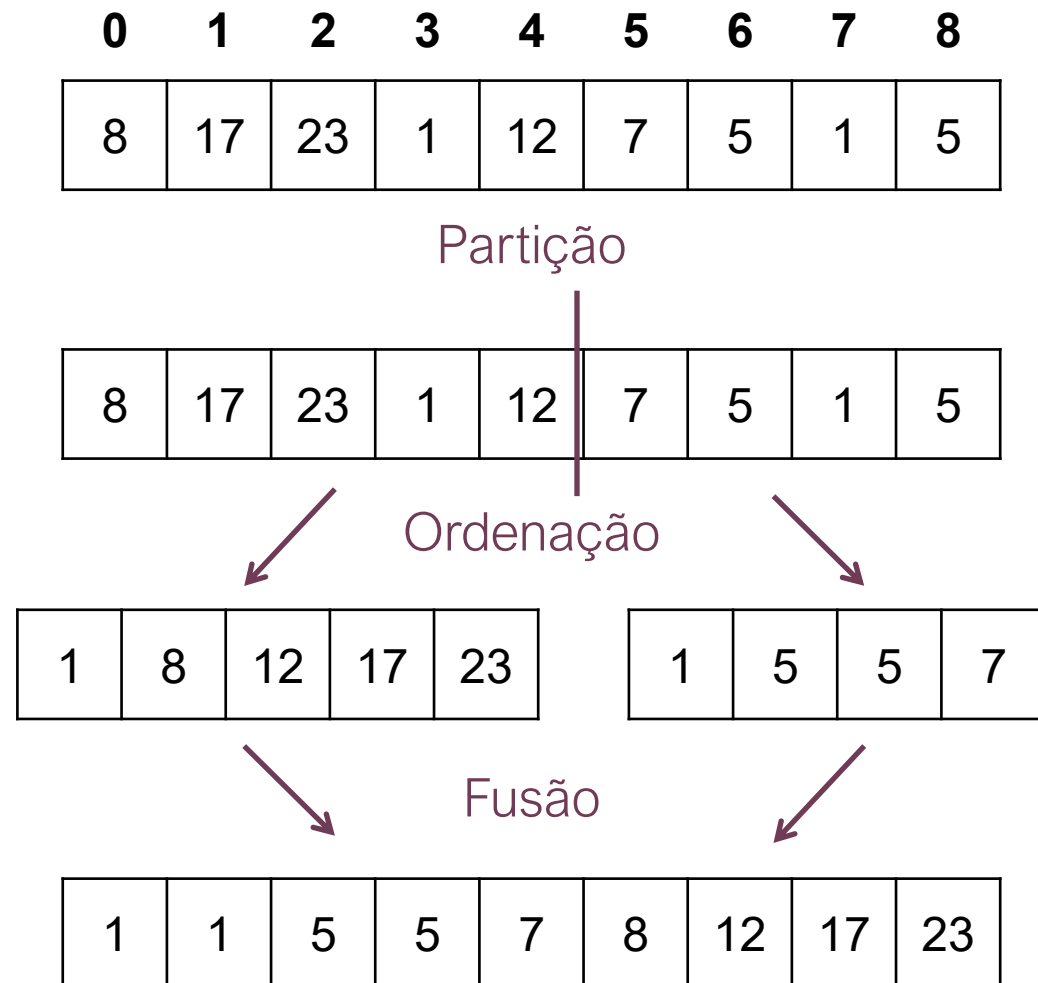 0 1 2 3 4 5 6 7 8
8 17 23 1 12 7 5 1 5
Partição
8 17 23 1 12 7 5 1 5
Ordenação
1 8 12 17 23 1 5 5 7
Fusão
1 1 5 5 7 8 12 17 23